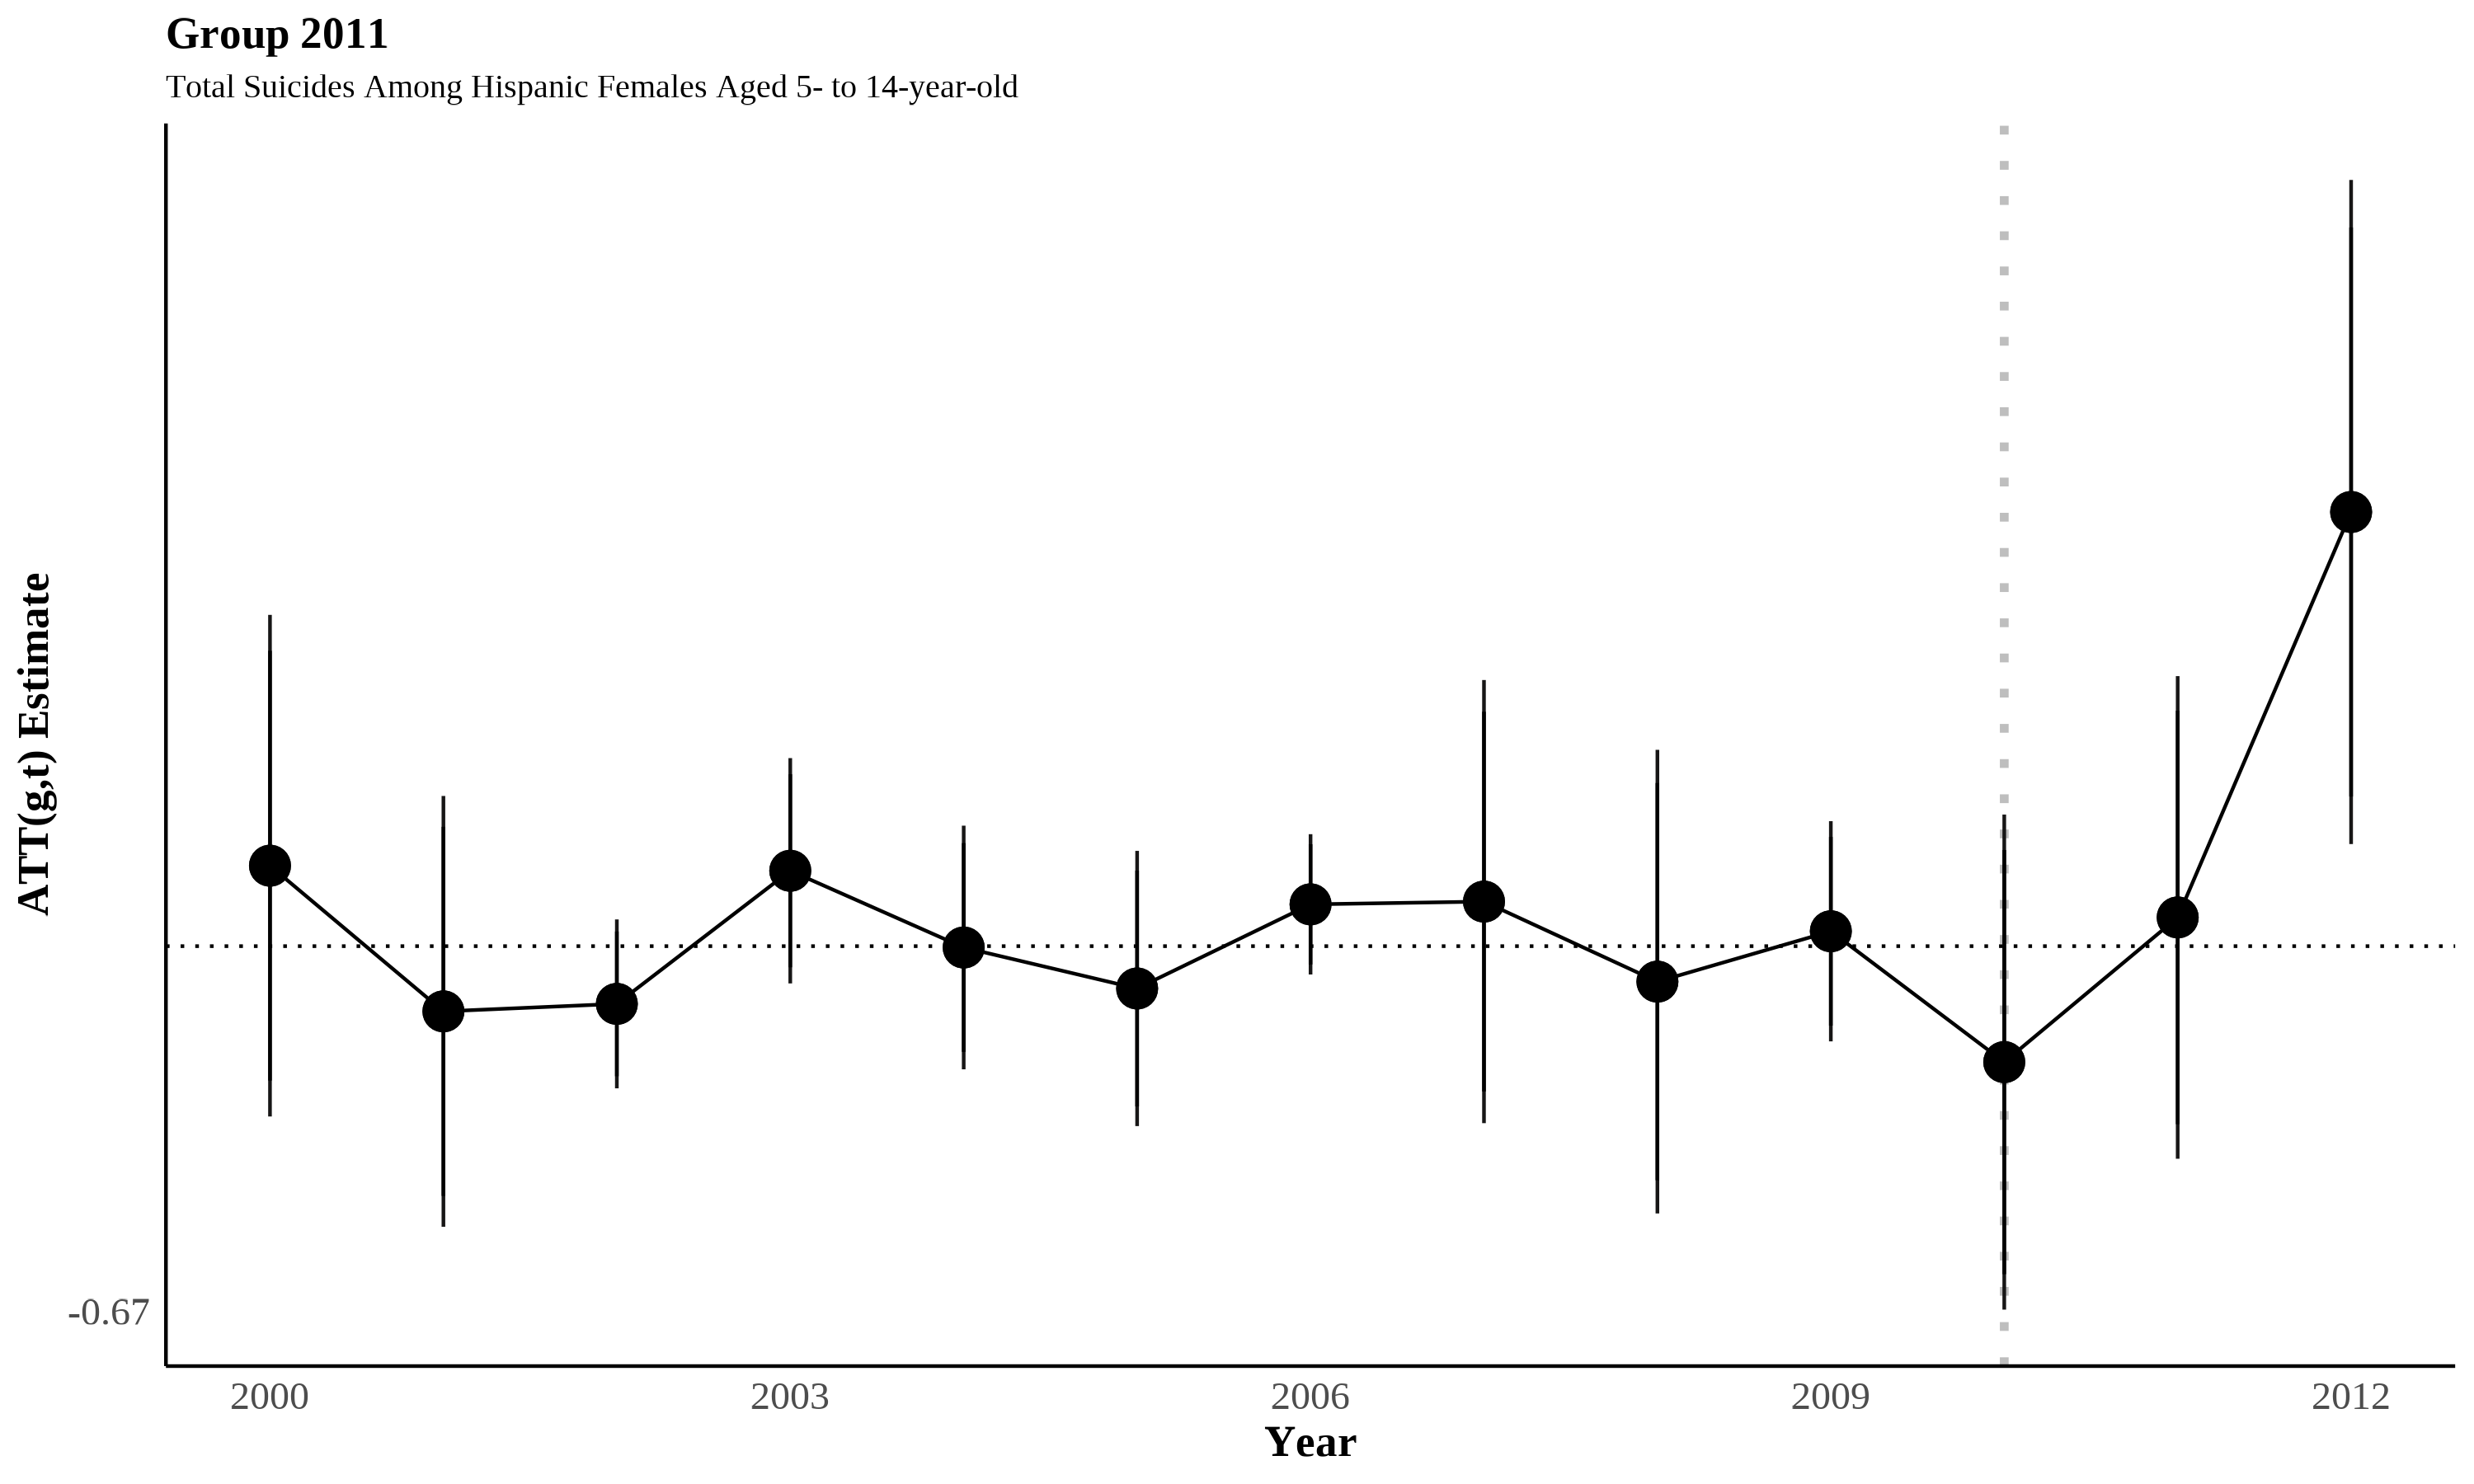 Group 2011
Total Suicides Among Hispanic Females Aged 5- to 14-year-old
ATT(g,t) Estimate
-0.67
2000
2003
2006
2009
2012
Year